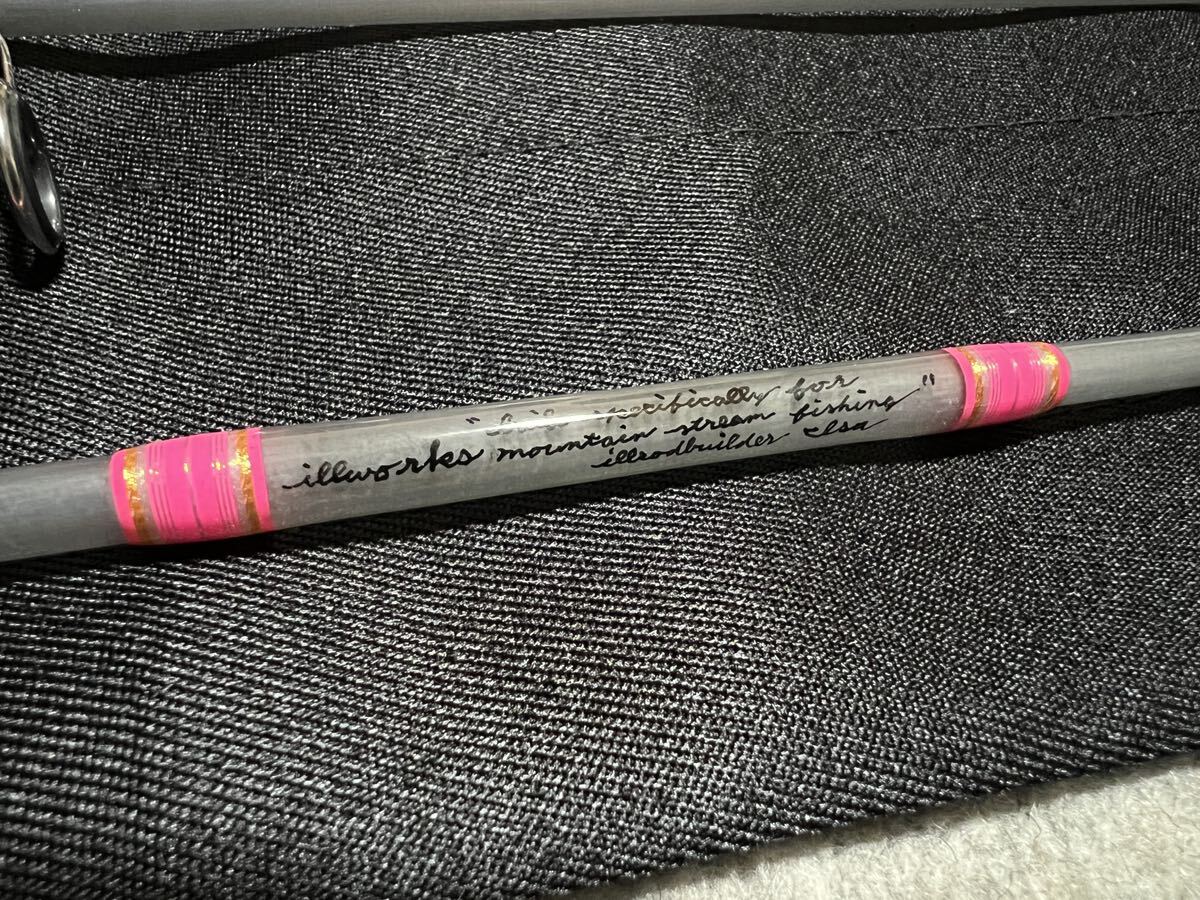 " specifically for
illworks mountain stream fishing "
illrodbuilder